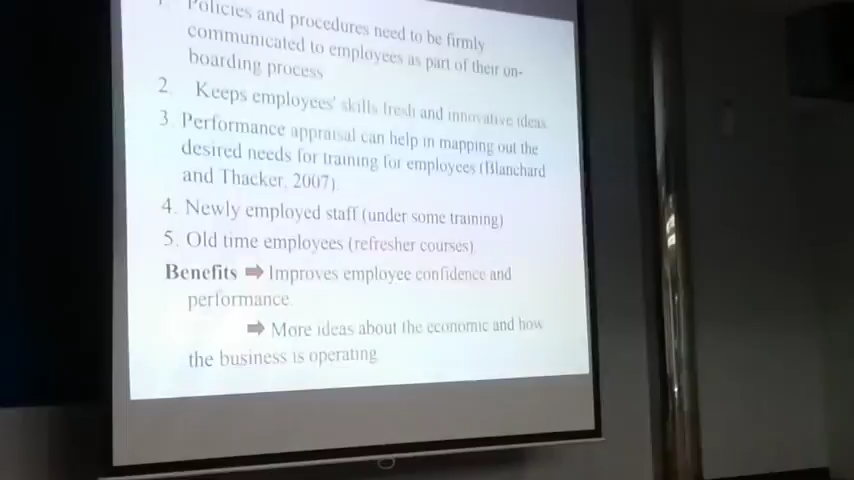 1. Policies and procedures need to be firmly
communicated to employees as part of their on-
boarding process
2. Keeps employees' skills fresh and innovative ideas.
3. Performance appraisal can help in mapping out the
desired needs for training for employees (Blanchard
and Thacker, 2007).
4. Newly employed staff (under some training)
5. Old time employees (refresher courses).
Benefits ➡ Improves employee confidence and
performance.
➡ More ideas about the economic and how
the business is operating.